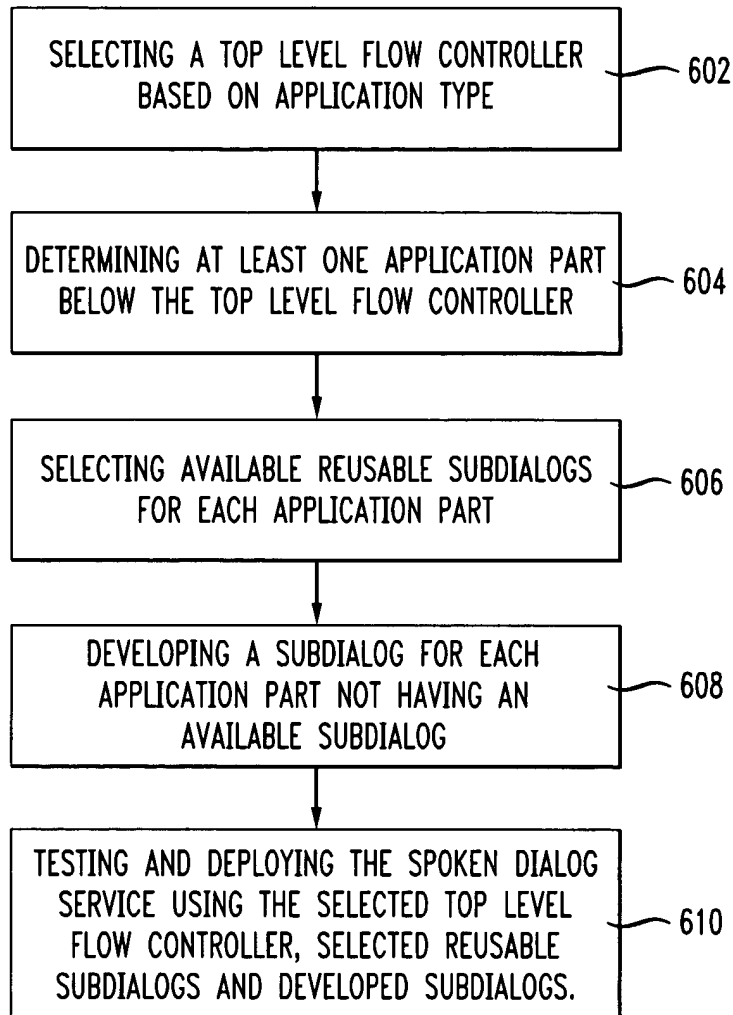 SELECTING A TOP LEVEL FLOW CONTROLLER
BASED ON APPLICATION TYPE
602
DETERMINING AT LEAST ONE APPLICATION PART
BELOW THE TOP LEVEL FLOW CONTROLLER
604
SELECTING AVAILABLE REUSABLE SUBDIALOGS
FOR EACH APPLICATION PART
606
DEVELOPING A SUBDIALOG FOR EACH
APPLICATION PART NOT HAVING AN
AVAILABLE SUBDIALOG
608
TESTING AND DEPLOYING THE SPOKEN DIALOG
SERVICE USING THE SELECTED TOP LEVEL
FLOW CONTROLLER, SELECTED REUSABLE
SUBDIALOGS AND DEVELOPED SUBDIALOGS.
610